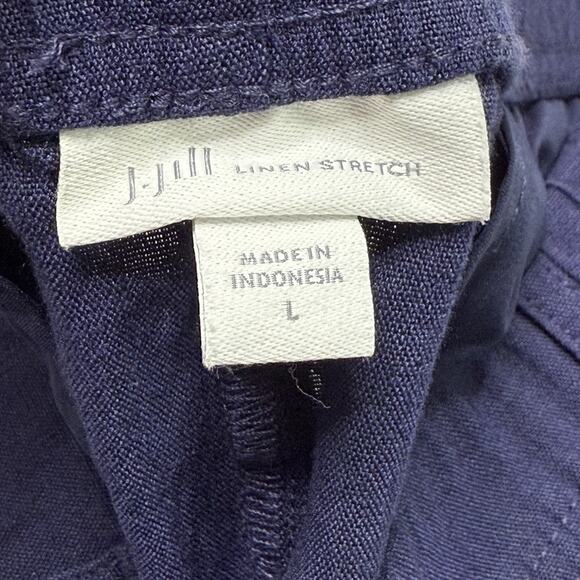 J.Jill LINEN STRETCH
MADE IN
INDONESIA
L